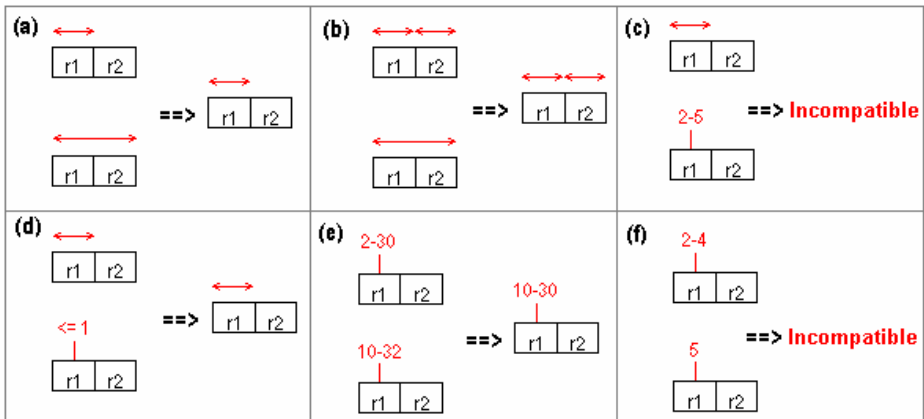 (a)
r1 r2
==> r1 r2
r1 r2
(b)
r1 r2
==> r1 r2
r1 r2
(c)
r1 r2
2-5 ==> Incompatible
r1 r2
(d)
r1 r2
==> r1 r2
<= 1
r1 r2
(e)
2-30
r1 r2
10-30
==> r1 r2
10-32
r1 r2
(f)
2-4
r1 r2
==> Incompatible
5
r1 r2